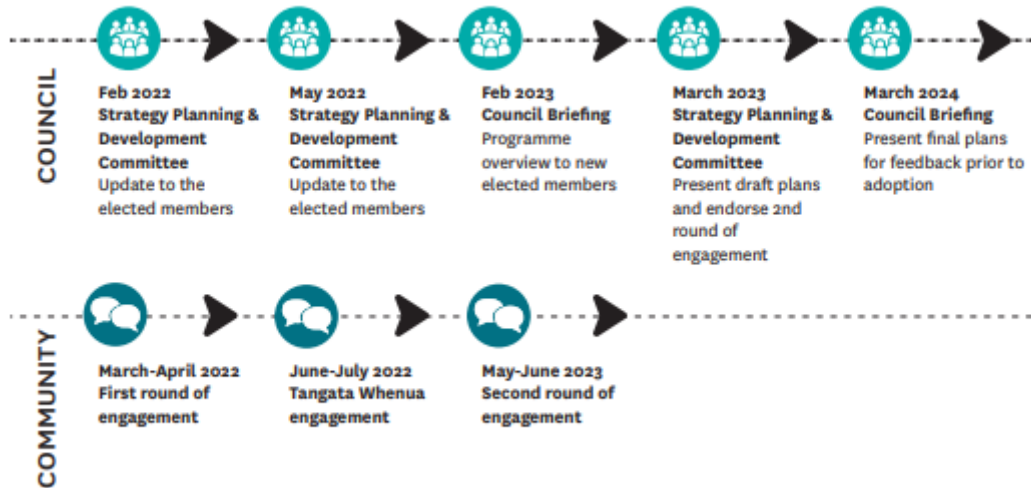 COUNCIL
Feb 2022
Strategy Planning &
Development
Committee
Update to the
elected members
May 2022
Strategy Planning &
Development
Committee
Update to the
elected members
Feb 2023
Council Briefing
Programme
overview to new
elected members
March 2023
Strategy Planning &
Development
Committee
Present draft plans
and endorse 2nd
round of
engagement
March 2024
Council Briefing
Present final plans
for feedback prior to
adoption
COMMUNITY
March-April 2022
First round of
engagement
June-July 2022
Tangata Whenua
engagement
May-June 2023
Second round of
engagement